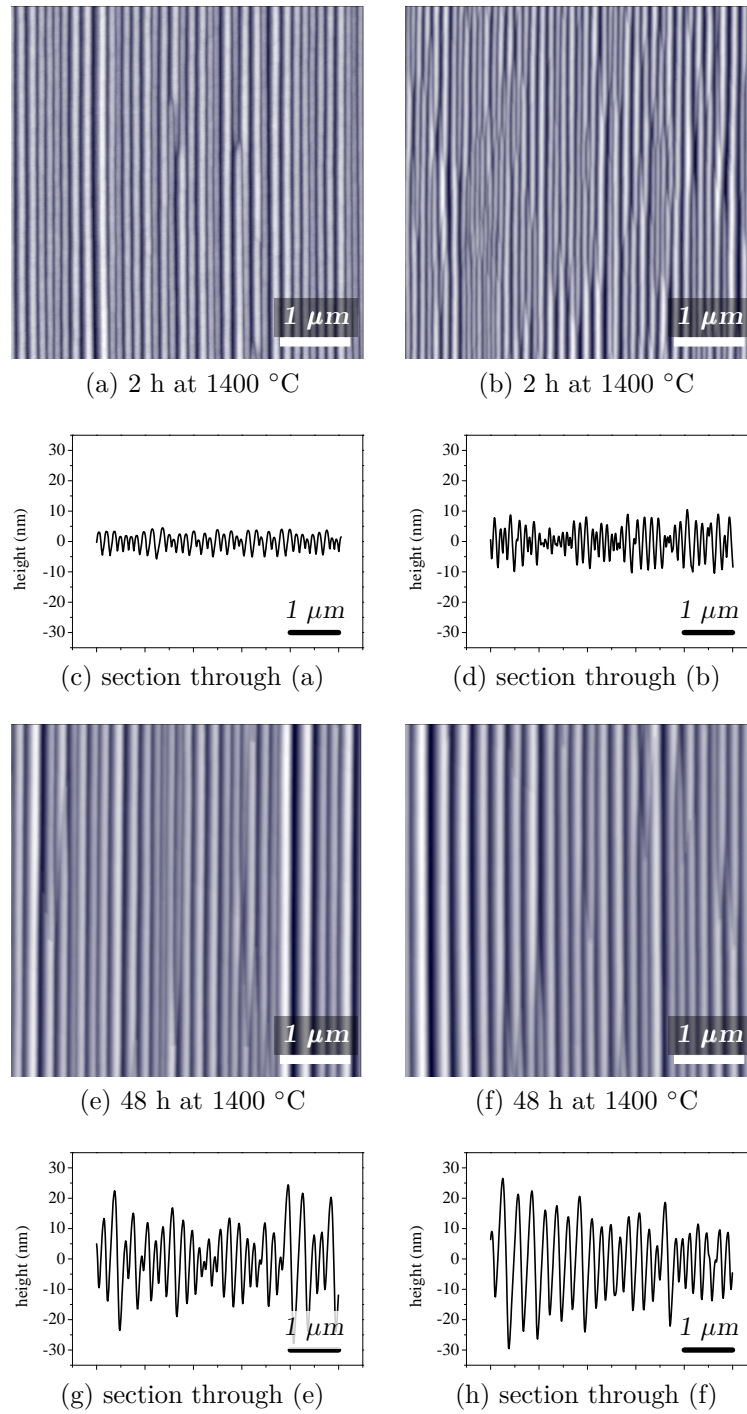 1 μm 1 μm
(a) 2 h at 1400 °C (b) 2 h at 1400 °C
30 30
20 20
10 10
0 0
-10 -10
-20 -20
-30 -30
height (nm) height (nm)
1 μm 1 μm
(c) section through (a) (d) section through (b)
1 μm 1 μm
(e) 48 h at 1400 °C (f) 48 h at 1400 °C
30 30
20 20
10 10
0 0
-10 -10
-20 -20
-30 -30
height (nm) height (nm)
1 μm 1 μm
(g) section through (e) (h) section through (f)